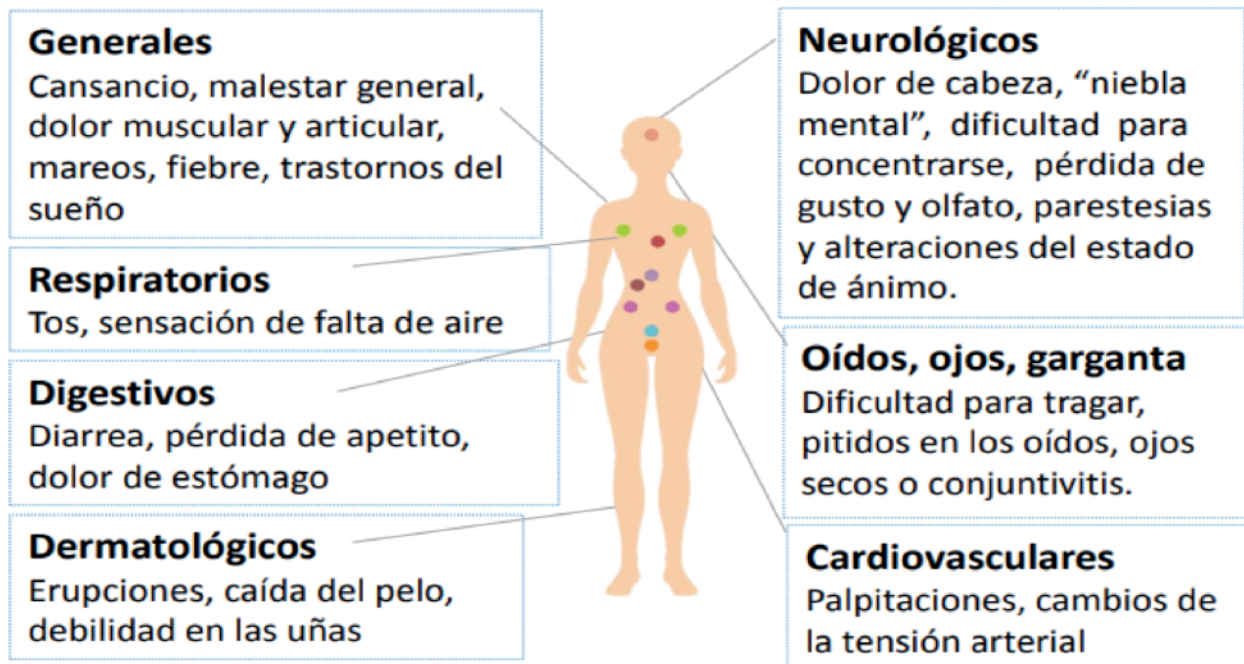 Generales
Cansancio, malestar general,
dolor muscular y articular,
mareos, fiebre, trastornos del
sueño
Respiratorios
Tos, sensación de falta de aire
Digestivos
Diarrea, pérdida de apetito,
dolor de estómago
Dermatológicos
Erupciones, caída del pelo,
debilidad en las uñas
Neurológicos
Dolor de cabeza, “niebla
mental”, dificultad para
concentrarse, pérdida de
gusto y olfato, parestesias
y alteraciones del estado
de ánimo.
Oídos, ojos, garganta
Dificultad para tragar,
pitidos en los oídos, ojos
secos o conjuntivitis.
Cardiovasculares
Palpitaciones, cambios de
la tensión arterial